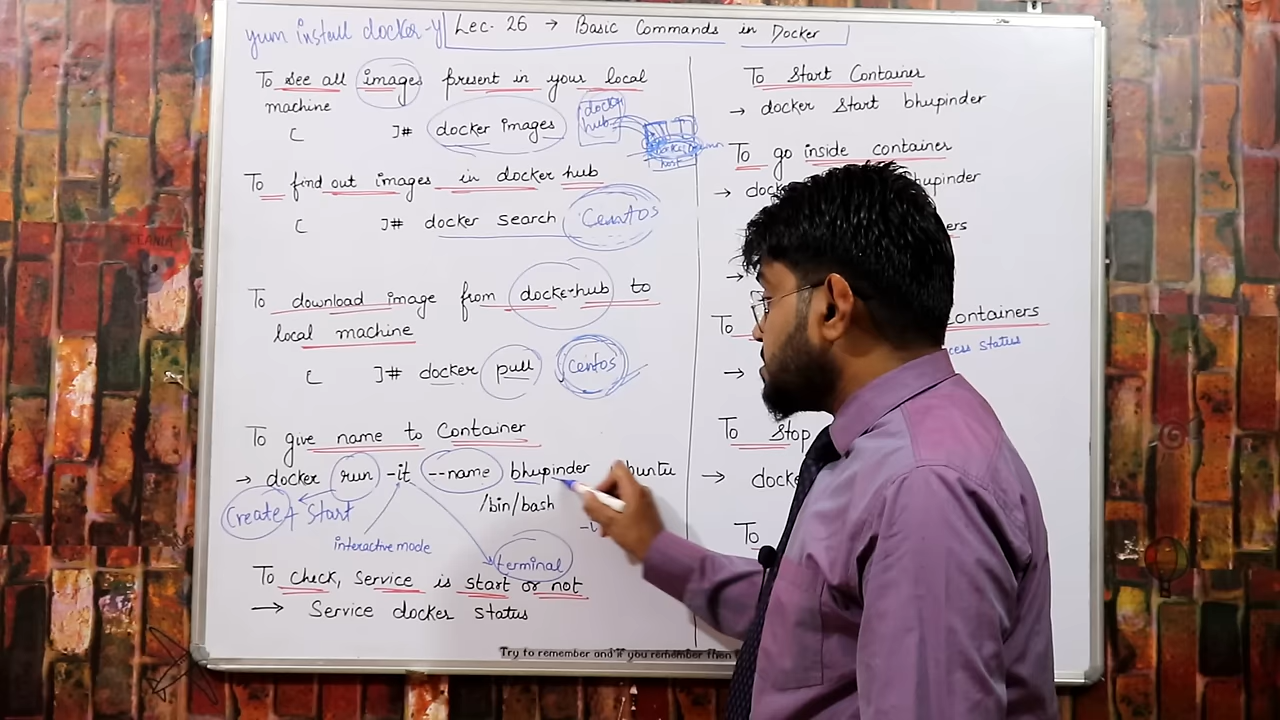 yum install docker -y
Lec. 26 → Basic Commands in Docker
To see all images present in your local
machine
[ ]# docker images
docker
hub
host
To find out images in docker hub
[ ]# docker search CentOS
To download image from dockerhub to
local machine
[ ]# docker pull Centos
To give name to Container
→ docker run -it --name bhupinder ubuntu
/bin/bash
Create + Start
interactive mode
terminal
To check, service is start or not
→ Service docker status
Try to remember and if you remember then
To Start Container
→ docker start bhupinder
To go inside container
→ bhupinder
→
To Containers
→
To Stop
→
To